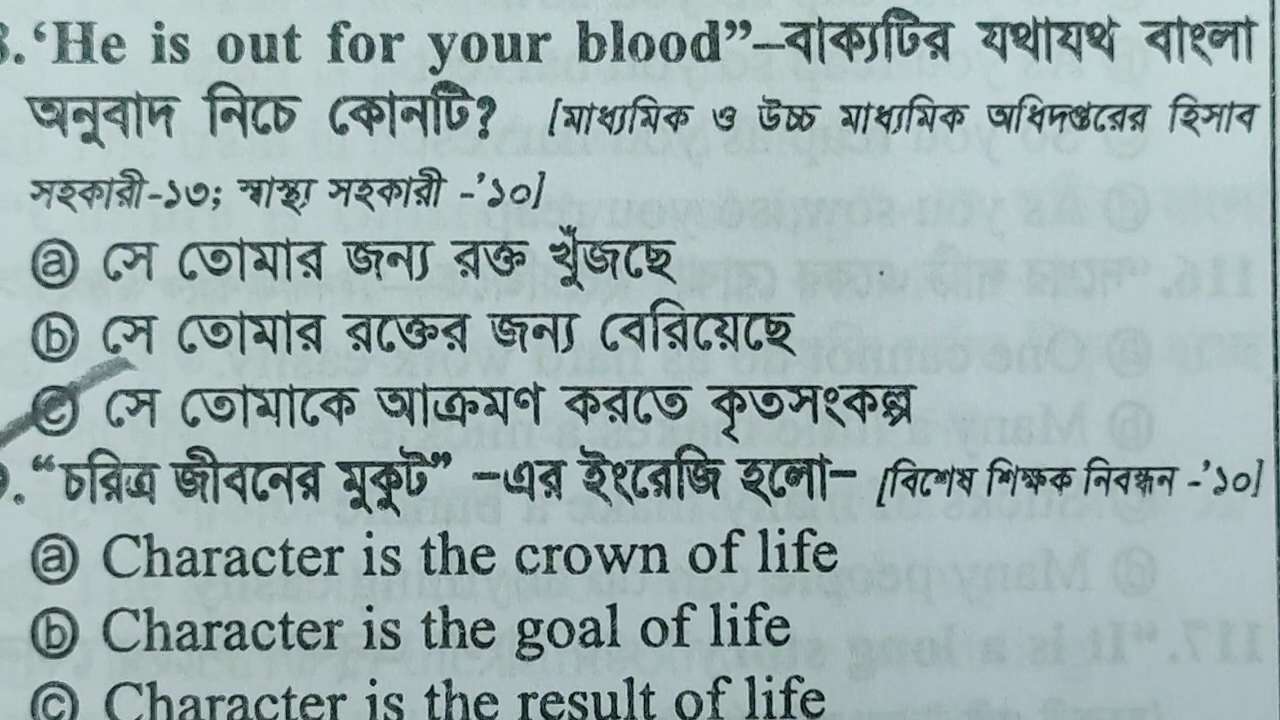 3.‘He is out for your blood”–বাক্যটির যথাযথ বাংলা
অনুবাদ নিচে কোনটি? [মাধ্যমিক ও উচ্চ মাধ্যমিক অধিদপ্তরের হিসাব
সহকারী-১৩; স্বাস্থ্য সহকারী -’১০]
ⓐ সে তোমার জন্য রক্ত খুঁজছে
ⓑ সে তোমার রক্তের জন্য বেরিয়েছে
ⓒ সে তোমাকে আক্রমণ করতে কৃতসংকল্প
9. “চরিত্র জীবনের মুকুট” –এর ইংরেজি হলো– [বিশেষ শিক্ষক নিবন্ধন -’১০]
ⓐ Character is the crown of life
ⓑ Character is the goal of life
ⓒ Character is the result of life